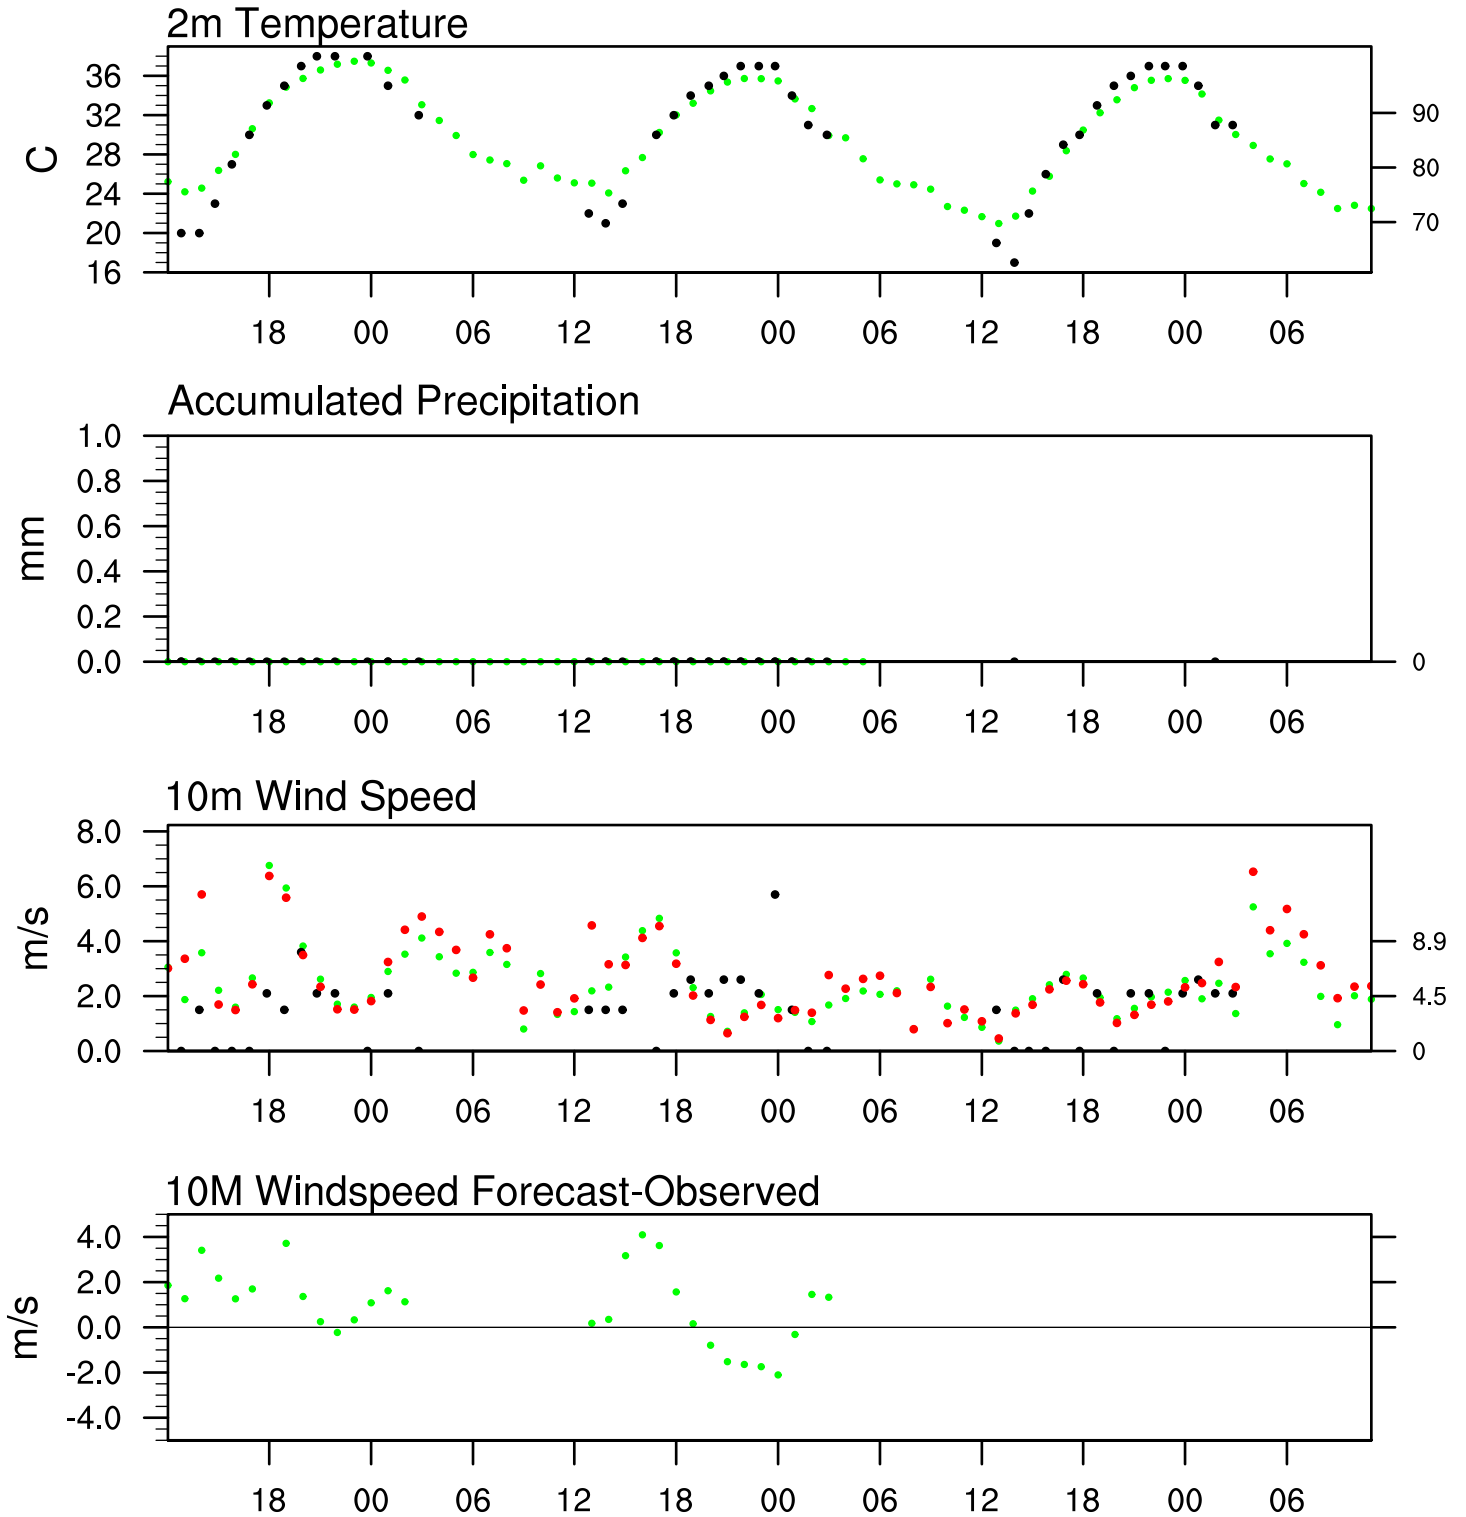 2m Temperature
36
32
28
24
20
16
C
90
80
70
18 00 06 12 18 00 06 12 18 00 06
Accumulated Precipitation
1.0
0.8
0.6
0.4
0.2
0.0
mm
0
18 00 06 12 18 00 06 12 18 00 06
10m Wind Speed
8.0
6.0
4.0
2.0
0.0
m/s
8.9
4.5
0
18 00 06 12 18 00 06 12 18 00 06
10M Windspeed Forecast-Observed
4.0
2.0
0.0
-2.0
-4.0
m/s
18 00 06 12 18 00 06 12 18 00 06